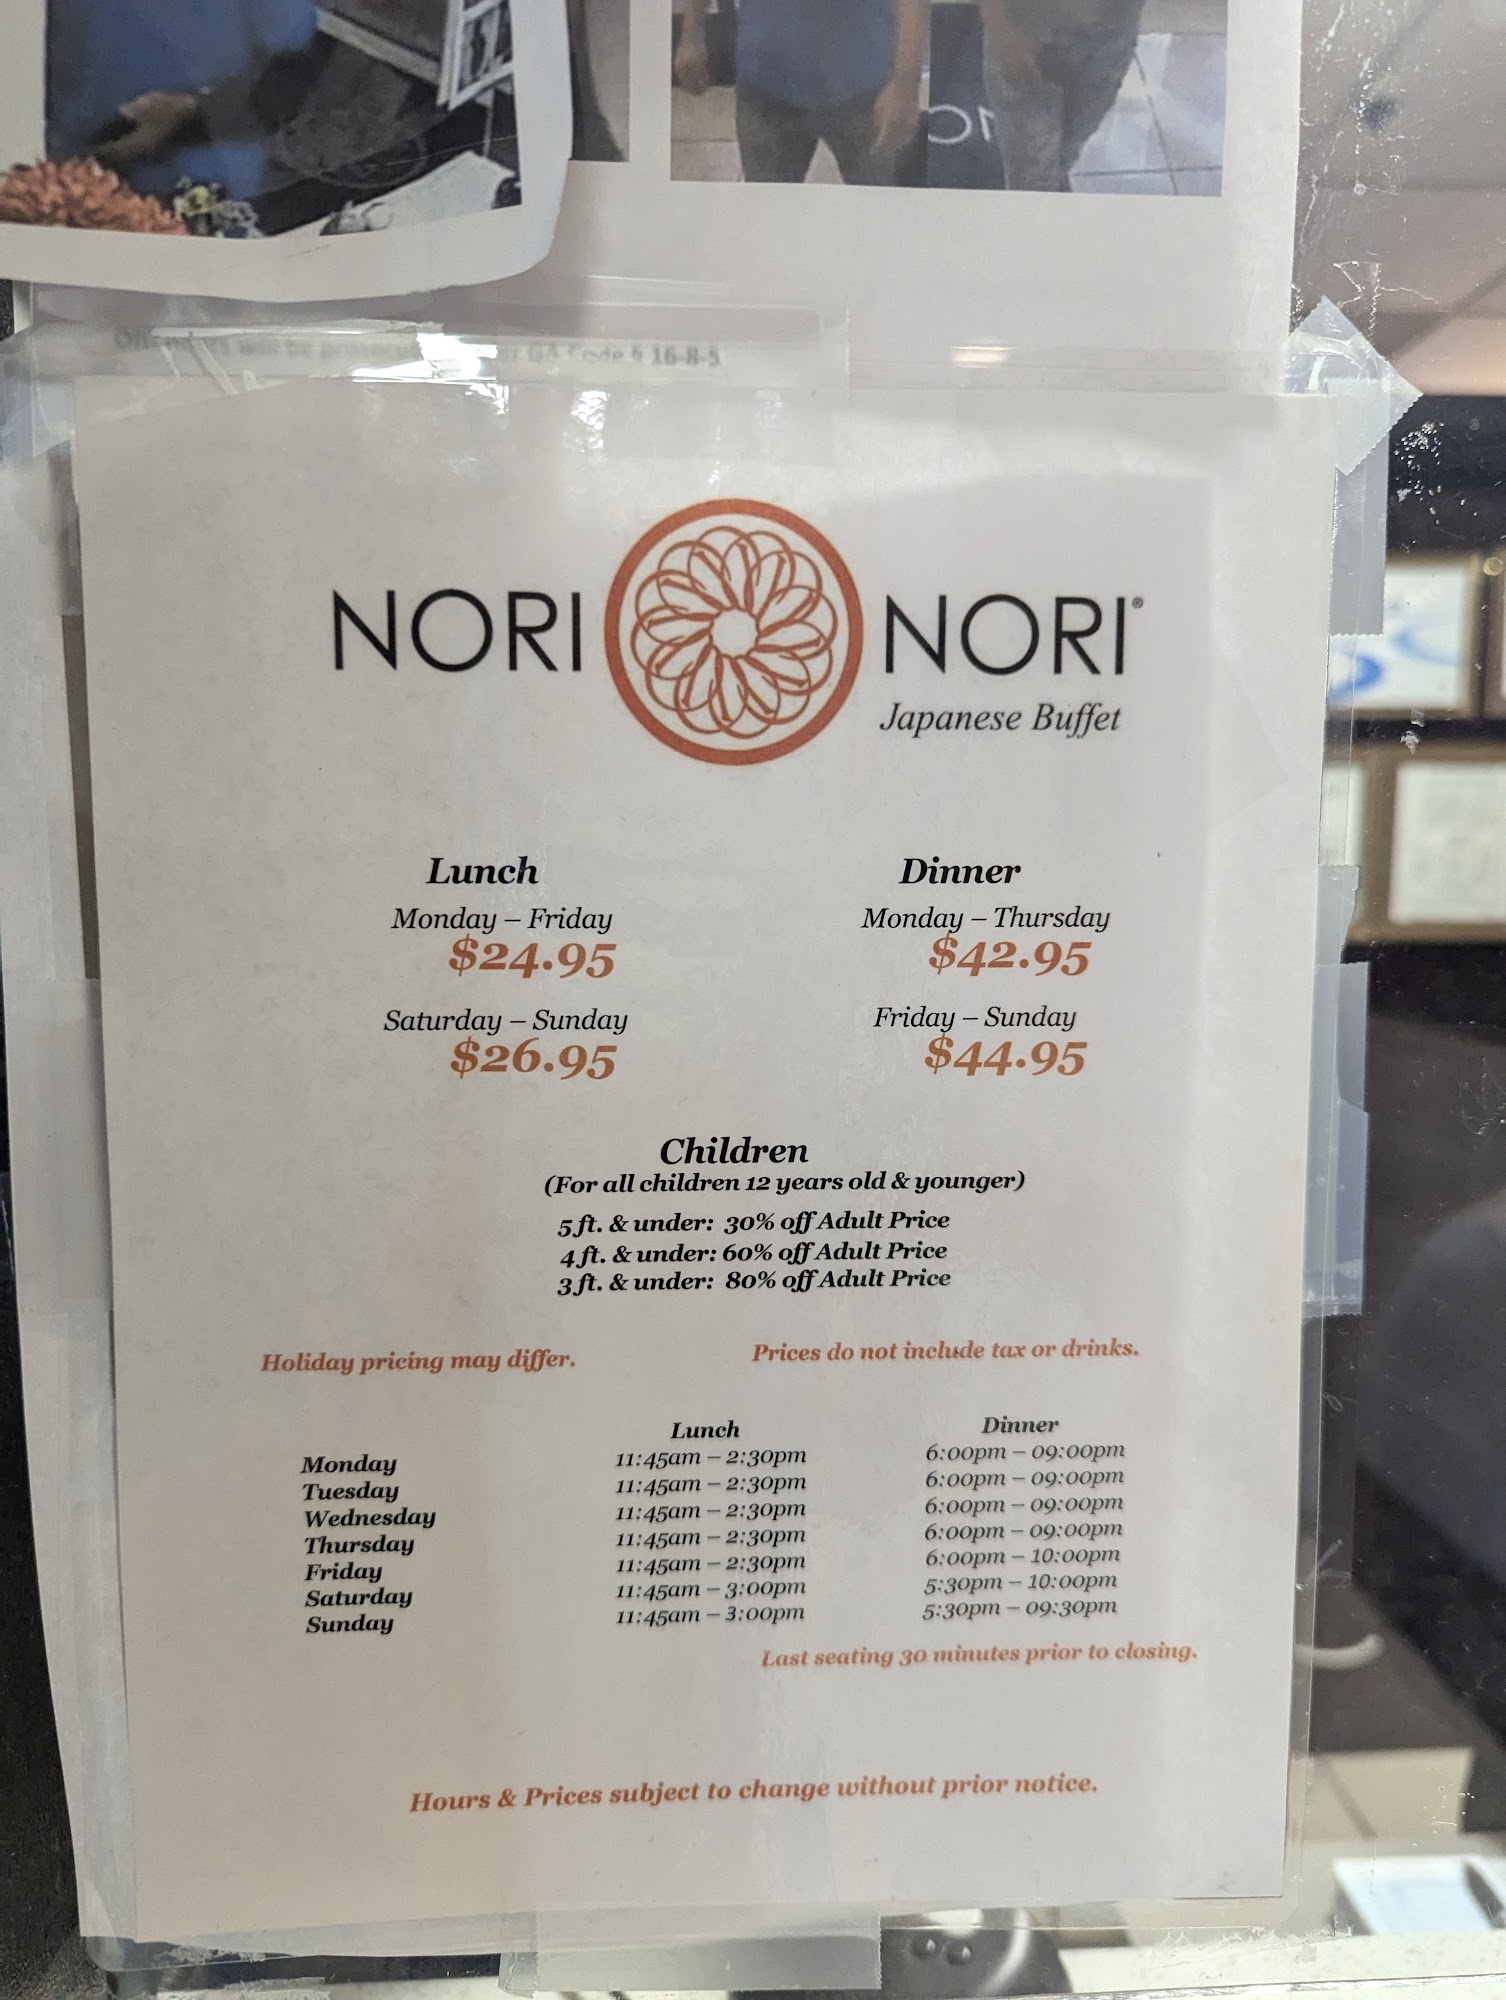 Code § 16-8-5
NORI NORI®
Japanese Buffet
Lunch
Monday – Friday
$24.95
Saturday – Sunday
$26.95
Dinner
Monday – Thursday
$42.95
Friday – Sunday
$44.95
Children
(For all children 12 years old & younger)
5 ft. & under: 30% off Adult Price
4 ft. & under: 60% off Adult Price
3 ft. & under: 80% off Adult Price
Holiday pricing may differ. Prices do not include tax or drinks.
Lunch Dinner
Monday 11:45am – 2:30pm 6:00pm – 09:00pm
Tuesday 11:45am – 2:30pm 6:00pm – 09:00pm
Wednesday 11:45am – 2:30pm 6:00pm – 09:00pm
Thursday 11:45am – 2:30pm 6:00pm – 09:00pm
Friday 11:45am – 2:30pm 6:00pm – 10:00pm
Saturday 11:45am – 3:00pm 5:30pm – 10:00pm
Sunday 11:45am – 3:00pm 5:30pm – 09:30pm
Last seating 30 minutes prior to closing.
Hours & Prices subject to change without prior notice.